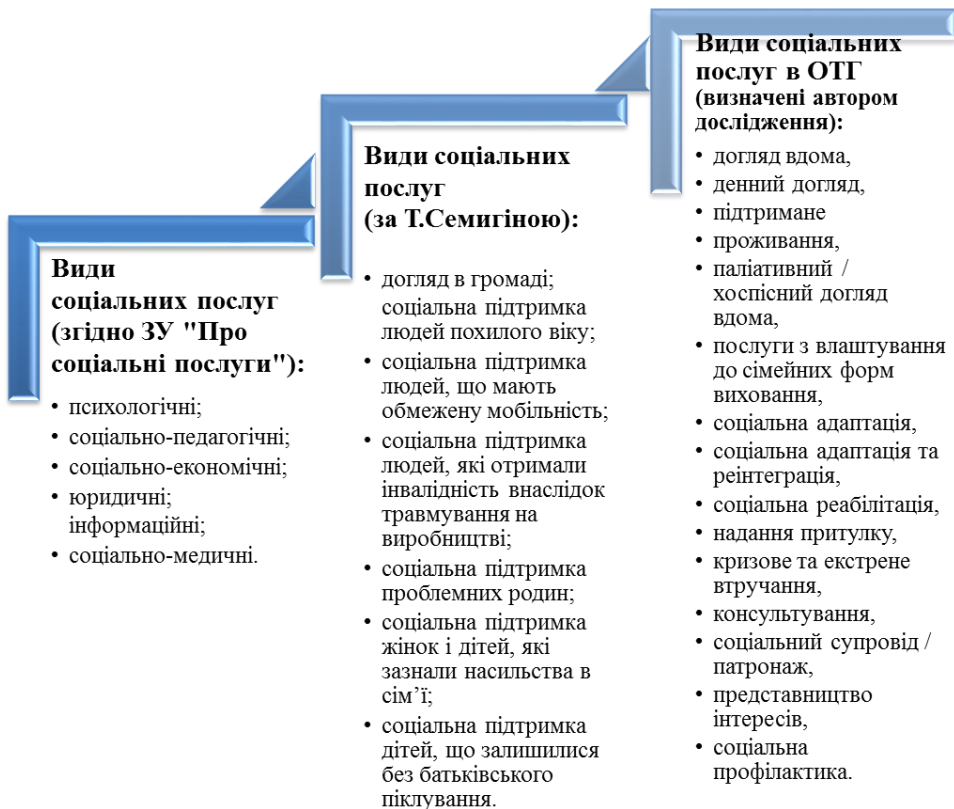 Види
соціальних послуг
(згідно ЗУ "Про
соціальні послуги"):
• психологічні;
• соціально-педагогічні;
• соціально-економічні;
• юридичні;
інформаційні;
• соціально-медичні.
Види соціальних
послуг
(за Т.Семигіною):
• догляд в громаді;
соціальна підтримка
людей похилого віку;
• соціальна підтримка
людей, що мають
обмежену мобільність;
• соціальна підтримка
людей, які отримали
інвалідність внаслідок
травмування на
виробництві;
• соціальна підтримка
проблемних родин;
• соціальна підтримка
жінок і дітей, які
зазнали насильства в
сім’ї;
• соціальна підтримка
дітей, що залишилися
без батьківського
піклування.
Види соціальних
послуг в ОТГ
(визначені автором
дослідження):
• догляд вдома,
• денний догляд,
• підтримане
• проживання,
• паліативний /
хоспісний догляд
вдома,
• послуги з влаштування
до сімейних форм
виховання,
• соціальна адаптація,
• соціальна адаптація та
реінтеграція,
• соціальна реабілітація,
• надання притулку,
• кризове та екстрене
втручання,
• консультування,
• соціальний супровід /
патронаж,
• представництво
інтересів,
• соціальна
профілактика.